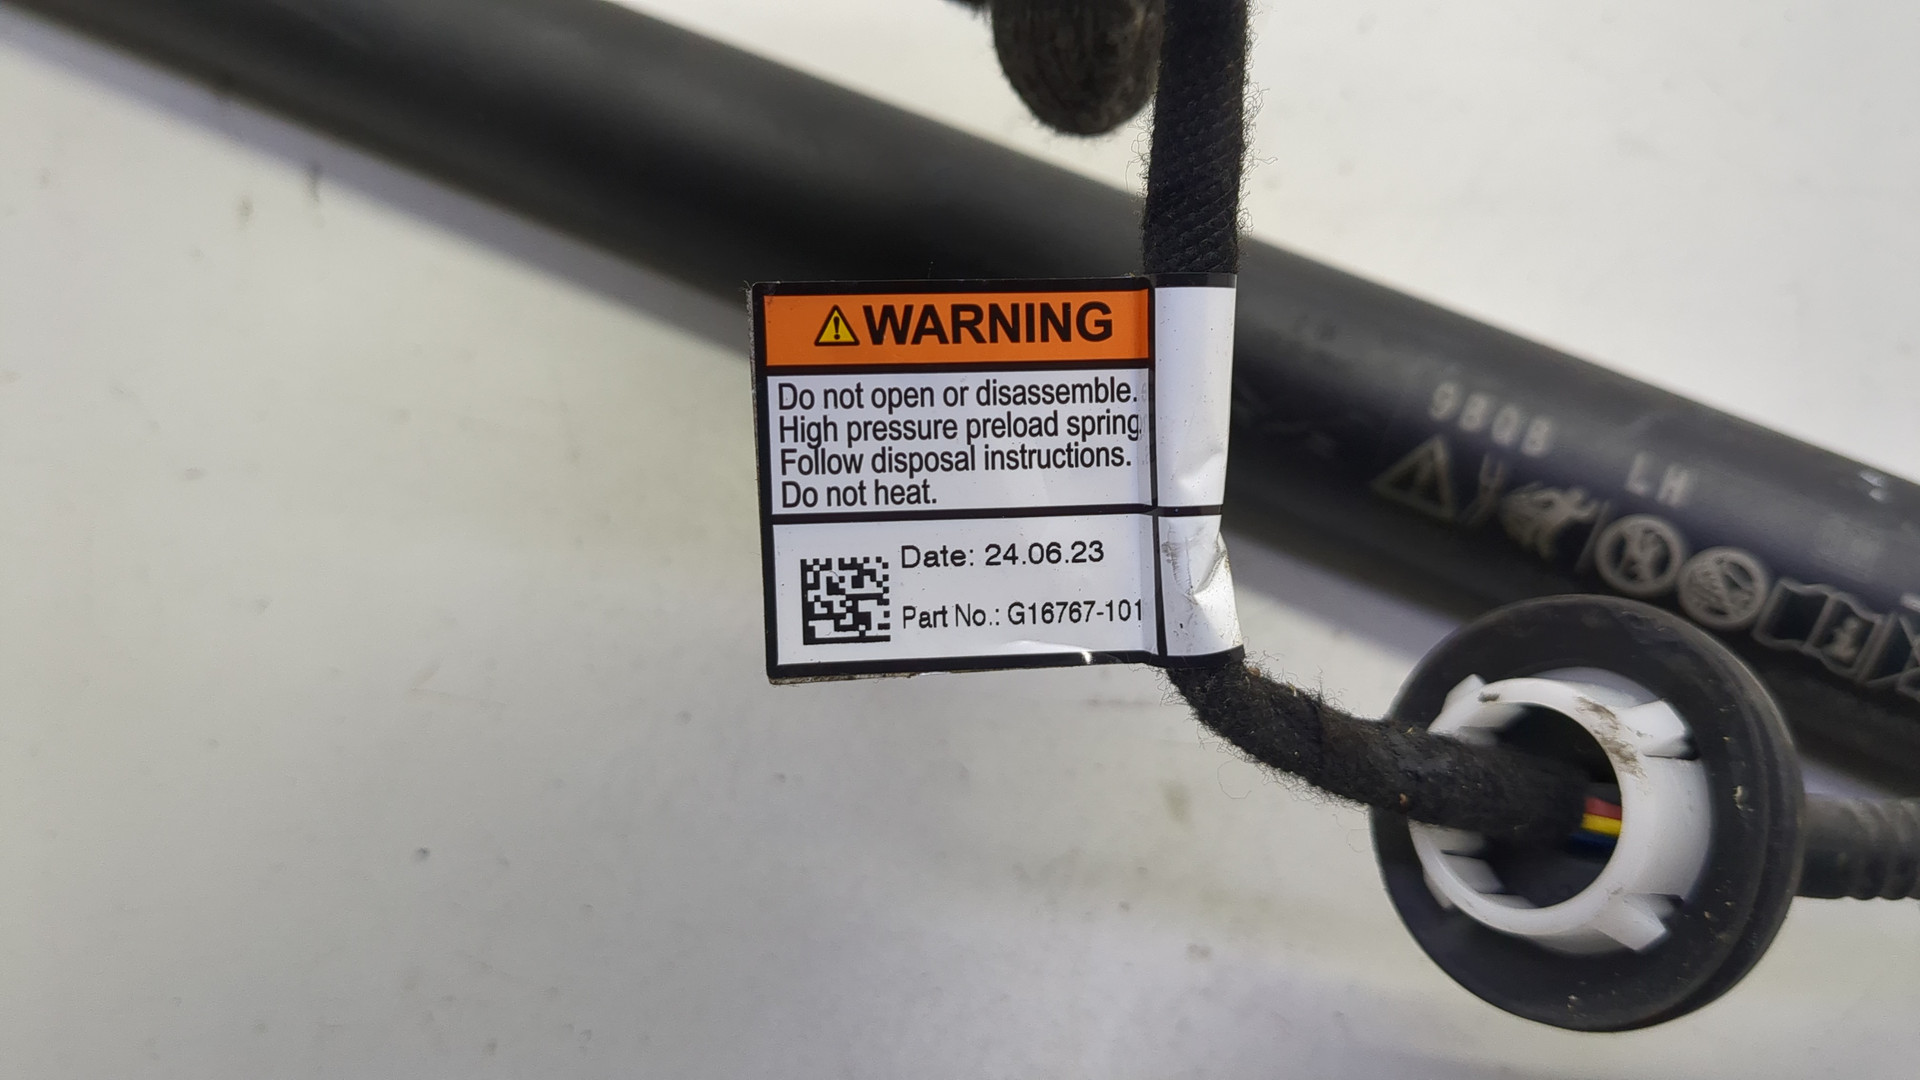 WARNING
Do not open or disassemble.
High pressure preload spring.
Follow disposal instructions.
Do not heat.
Date: 24.06.23
Part No.: G16767-101
LH